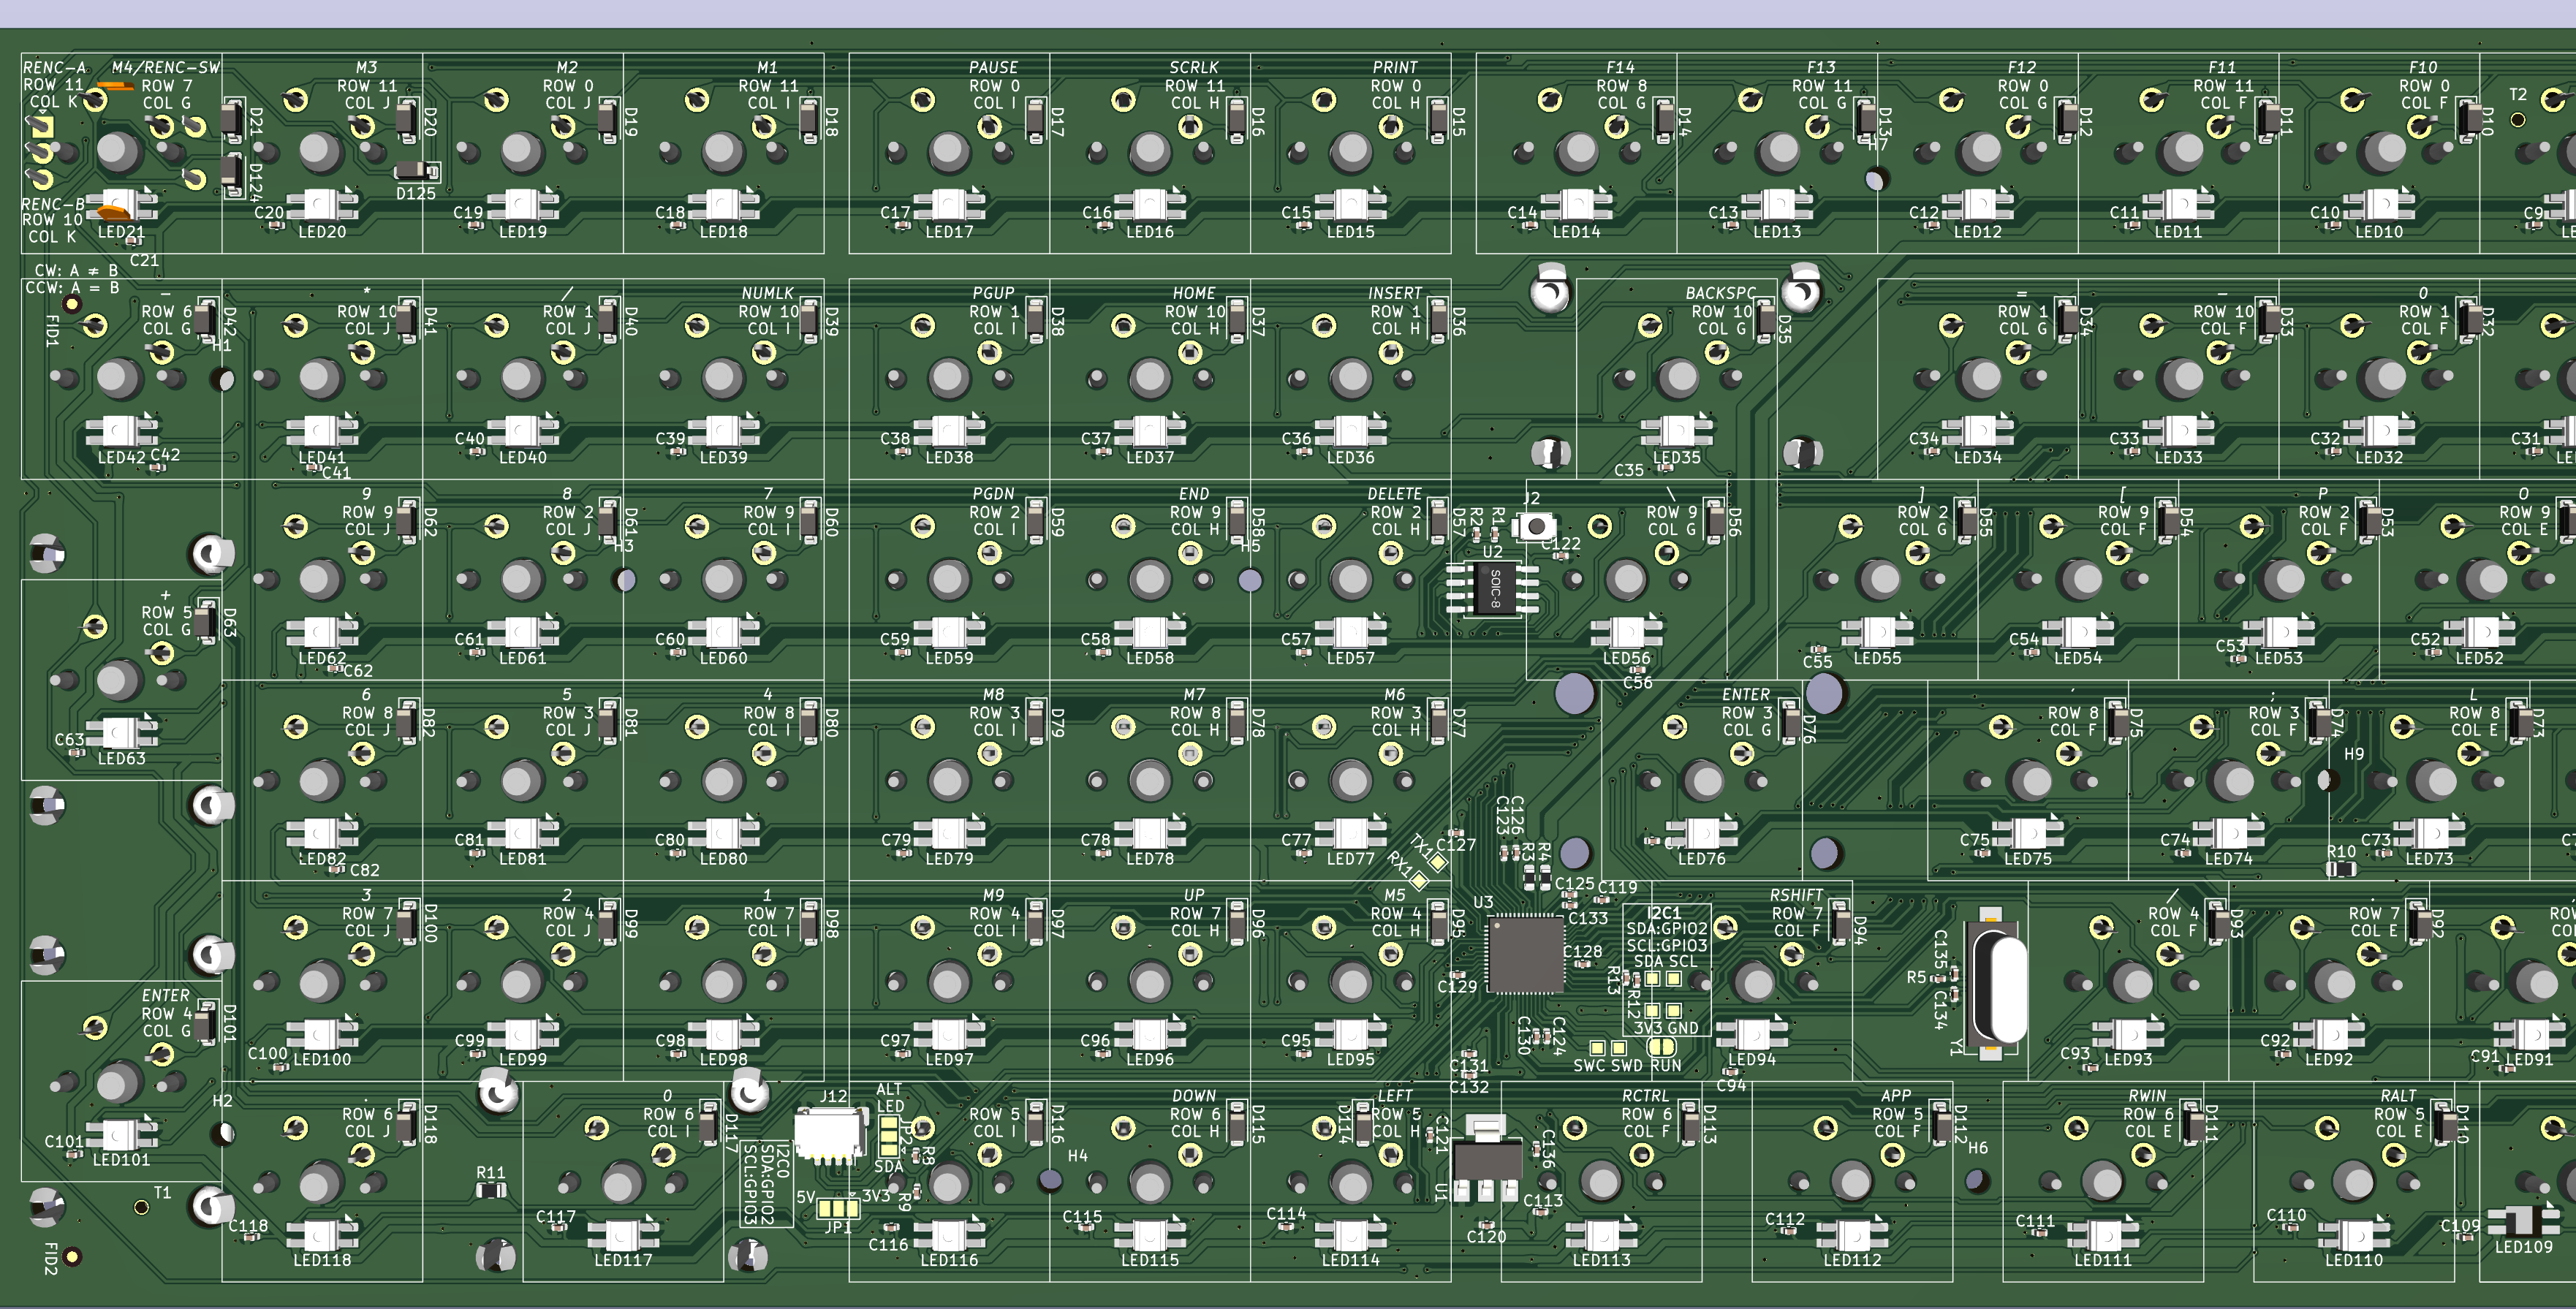 RENC-A
ROW 11
COL K
M4/RENC-SW
ROW 7
COL G
D21
D124
RENC-B
ROW 10
COL K
LED21
C21
CW: A ≠ B
CCW: A = B
M3
ROW 11
COL J
D20
D125
C20
LED20
M2
ROW 0
COL J
D19
C19
LED19
M1
ROW 11
COL I
D18
C18
LED18
PAUSE
ROW 0
COL I
D17
C17
LED17
SCRLK
ROW 11
COL H
D16
C16
LED16
PRINT
ROW 0
COL H
D15
C15
LED15
F14
ROW 8
COL G
D14
C14
LED14
F13
ROW 11
COL G
D13
H7
C13
LED13
F12
ROW 0
COL G
D12
C12
LED12
F11
ROW 11
COL F
D11
C11
LED11
F10
ROW 0
COL F
D10
C10
LED10
T2
C9
FID1
-
ROW 6
COL G
D42
H1
LED42
C42
*
ROW 10
COL J
D41
LED41
C41
/
ROW 1
COL J
D40
C40
LED40
NUMLK
ROW 10
COL I
D39
C39
LED39
PGUP
ROW 1
COL I
D38
C38
LED38
HOME
ROW 10
COL H
D37
C37
LED37
INSERT
ROW 1
COL H
D36
C36
LED36
BACKSPC
ROW 10
COL G
D35
C35
LED35
=
ROW 1
COL G
D34
C34
LED34
-
ROW 10
COL F
D33
C33
LED33
0
ROW 1
COL F
D32
C32
LED32
C31
9
ROW 9
COL J
D62
LED62
C62
8
ROW 2
COL J
D61
H3
C61
LED61
7
ROW 9
COL I
D60
C60
LED60
PGDN
ROW 2
COL I
D59
C59
LED59
END
ROW 9
COL H
D58
H5
C58
LED58
DELETE
ROW 2
COL H
D57
C57
LED57
R2
R1
J2
C122
U2
SOIC-8
\
ROW 9
COL G
D56
LED56
C56
]
ROW 2
COL G
D55
C55
LED55
[
ROW 9
COL F
D54
C54
LED54
P
ROW 2
COL F
D53
C53
LED53
O
ROW 9
COL E
C52
LED52
+
ROW 5
COL G
D63
C63
LED63
6
ROW 8
COL J
D82
LED82
C82
5
ROW 3
COL J
D81
C81
LED81
4
ROW 8
COL I
D80
C80
LED80
M8
ROW 3
COL I
D79
C79
LED79
M7
ROW 8
COL H
D78
C78
LED78
M6
ROW 3
COL H
D77
C77
LED77
TX1
RX1
C127
C123
C126
R3
R4
ENTER
ROW 3
COL G
D76
LED76
'
ROW 8
COL F
D75
C75
LED75
;
ROW 3
COL F
D74
H9
C74
LED74
L
ROW 8
COL E
D73
C73
LED73
R10
3
ROW 7
COL J
D100
C100
LED100
2
ROW 4
COL J
D99
C99
LED99
1
ROW 7
COL I
D98
C98
LED98
M9
ROW 4
COL I
D97
C97
LED97
UP
ROW 7
COL H
D96
C96
LED96
M5
ROW 4
COL H
D95
C95
LED95
U3
C125
C119
C133
C128
C129
C130
C124
C131
C132
I2C1
SDA:GPIO2
SCL:GPIO3
SDA SCL
R13
R12
3V3 GND
SWC SWD RUN
RSHIFT
ROW 7
COL F
D94
LED94
C94
C135
R5
C134
Y1
/
ROW 4
COL F
D93
C93
LED93
.
ROW 7
COL E
D92
C92
LED92
C91
LED91
ENTER
ROW 4
COL G
D101
H2
C101
LED101
T1
FID2
.
ROW 6
COL J
D118
C118
LED118
R11
0
ROW 6
COL I
D117
C117
LED117
I2C0
SDA:GPIO2
SCL:GPIO3
J12
ALT
LED
JP2
SDA
R8
R9
5V
3V3
JP1
ROW 5
COL I
D116
H4
C116
LED116
DOWN
ROW 6
COL H
D115
C115
LED115
LEFT
ROW 5
COL H
D114
C114
LED114
C121
U1
C136
C113
C120
RCTRL
ROW 6
COL F
D113
LED113
APP
ROW 5
COL F
D112
H6
C112
LED112
RWIN
ROW 6
COL E
D111
C111
LED111
RALT
ROW 5
COL E
C110
LED110
C109
LED109